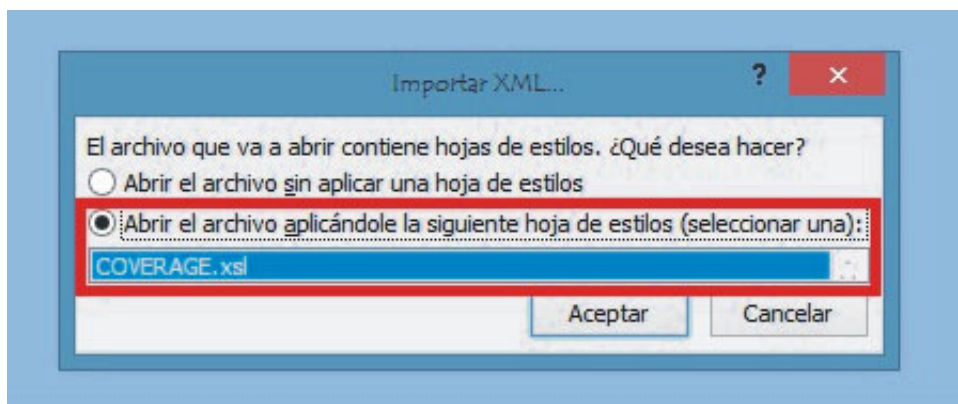 Importar XML...
?
El archivo que va a abrir contiene hojas de estilos. ¿Qué desea hacer?
Abrir el archivo sin aplicar una hoja de estilos
Abrir el archivo aplicándole la siguiente hoja de estilos (seleccionar una):
COVERAGE.xsl
Aceptar Cancelar